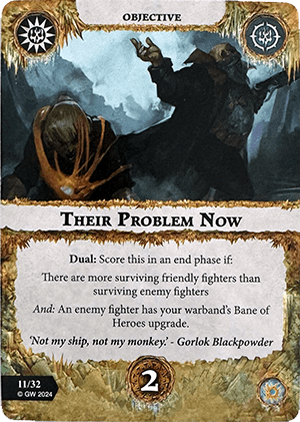 OBJECTIVE
THEIR PROBLEM NOW
Dual: Score this in an end phase if:
There are more surviving friendly fighters than
surviving enemy fighters
And: An enemy fighter has your warband's Bane of
Heroes upgrade.
'Not my ship, not my monkey.' - Gorlok Blackpowder
11/32
© GW 2024
2